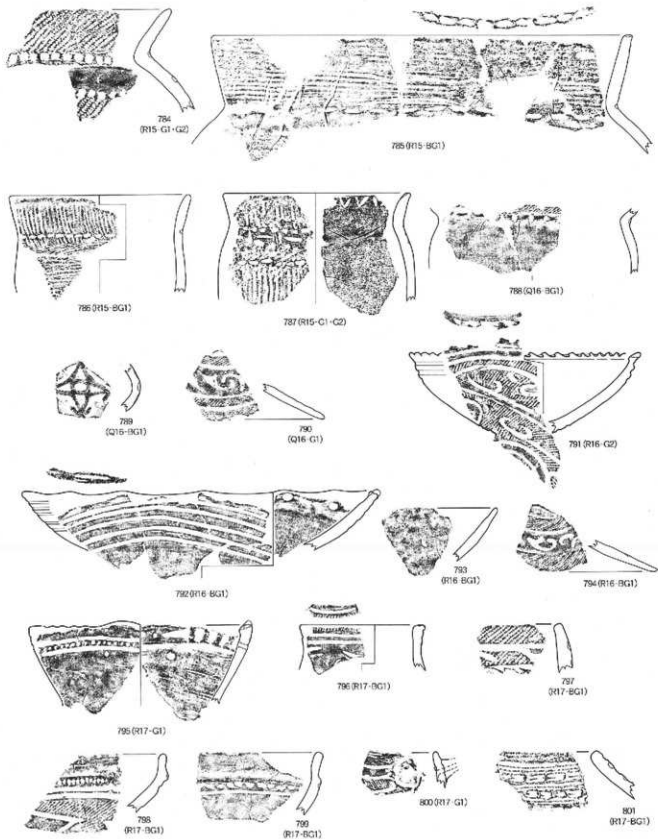 784
(R15-G1・G2)
785(R15-BG1)
786(R15-BG1)
787(R15-G1・G2)
788(Q16-BG1)
789
(Q16-BG1)
790
(Q16-G1)
791(R16-G2)
792(R16-BG1)
793
(R16-BG1)
794(R16-BG1)
795(R17-G1)
796(R17-BG1)
797
(R17-BG1)
798
(R17-BG1)
799
(R17-BG1)
800(R17-G1)
801
(R17-BG1)